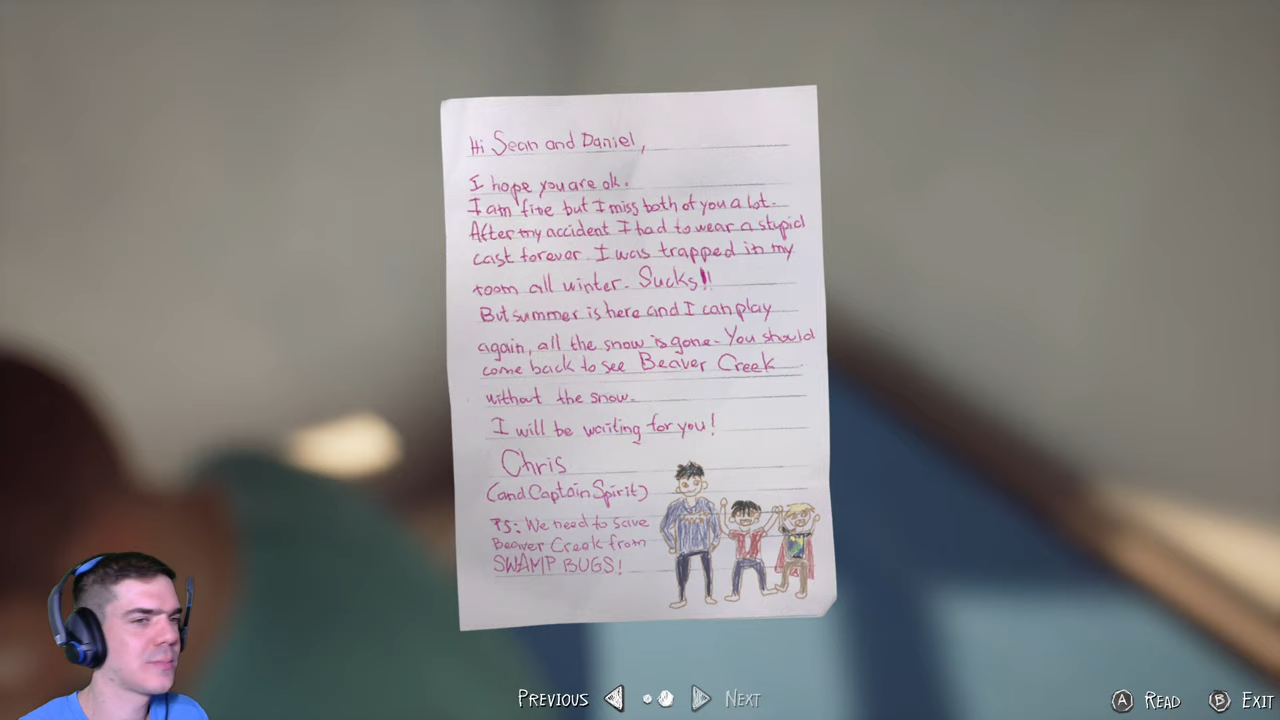 Hi Sean and Daniel,
I hope you are ok.
I am fine but I miss both of you a lot.
After my accident I had to wear a stupid
cast forever. I was trapped in my
room all winter. Sucks!!
But summer is here and I can play
again, all the snow is gone. You should
come back to see Beaver Creek
without the snow.
I will be waiting for you!
Chris
(and Captain Spirit)
PS: We need to save
Beaver Creek from
SWAMP BUGS!
PREVIOUS NEXT
A READ B EXIT